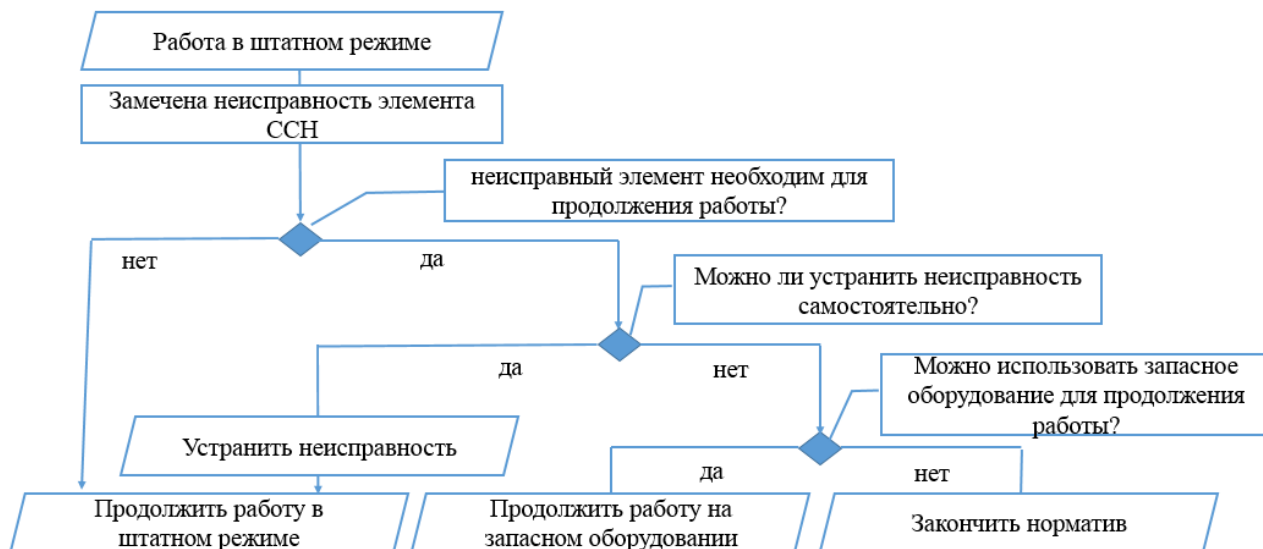 Работа в штатном режиме
Замечена неисправность элемента
ССН
неисправный элемент необходим для
продолжения работы?
нет
да
Можно ли устранить неисправность
самостоятельно?
да
нет
Можно использовать запасное
оборудование для продолжения
работы?
Устранить неисправность
да
нет
Продолжить работу в
штатном режиме
Продолжить работу на
запасном оборудовании
Закончить норматив